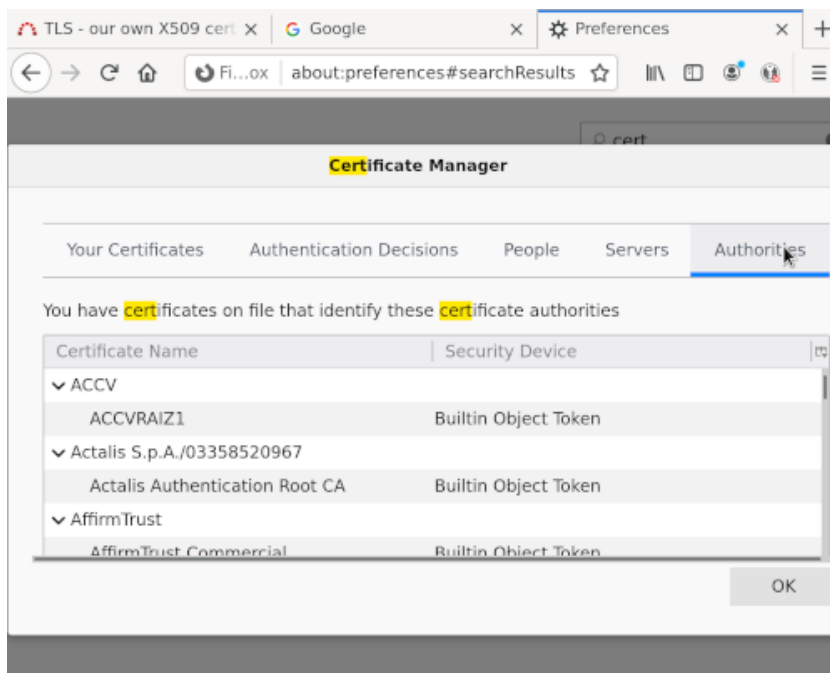 TLS - our own X509 cert
Google
Preferences
Fi...ox about:preferences#searchResults
cert
Certificate Manager
Your Certificates Authentication Decisions People Servers Authorities
You have certificates on file that identify these certificate authorities
Certificate Name Security Device
ACCV
ACCVRAIZ1 Builtin Object Token
Actalis S.p.A./03358520967
Actalis Authentication Root CA Builtin Object Token
AffirmTrust
AffirmTrust Commercial Builtin Object Token
OK